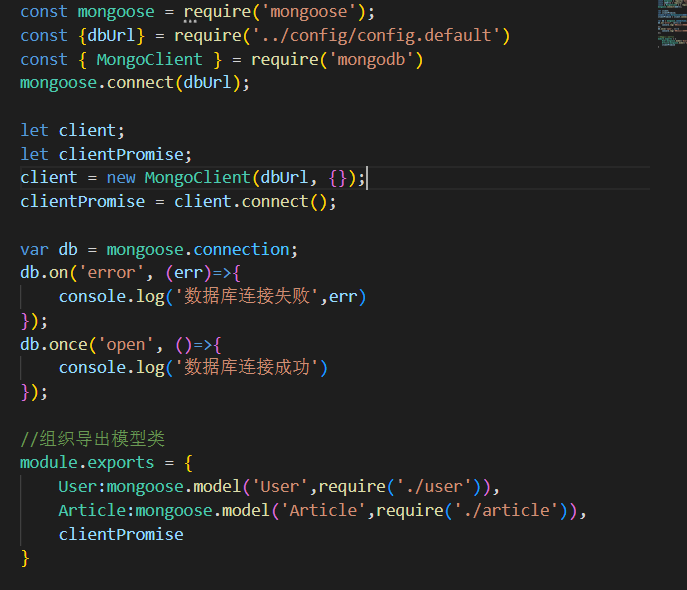 const mongoose = require('mongoose');
const {dbUrl} = require('../config/config.default')
const { MongoClient } = require('mongodb')
mongoose.connect(dbUrl);
let client;
let clientPromise;
client = new MongoClient(dbUrl, {});
clientPromise = client.connect();
var db = mongoose.connection;
db.on('error', (err)=>{
    console.log('数据库连接失败',err)
});
db.once('open', ()=>{
    console.log('数据库连接成功')
});
//组织导出模型类
module.exports = {
    User:mongoose.model('User',require('./user')),
    Article:mongoose.model('Article',require('./article')),
    clientPromise
}